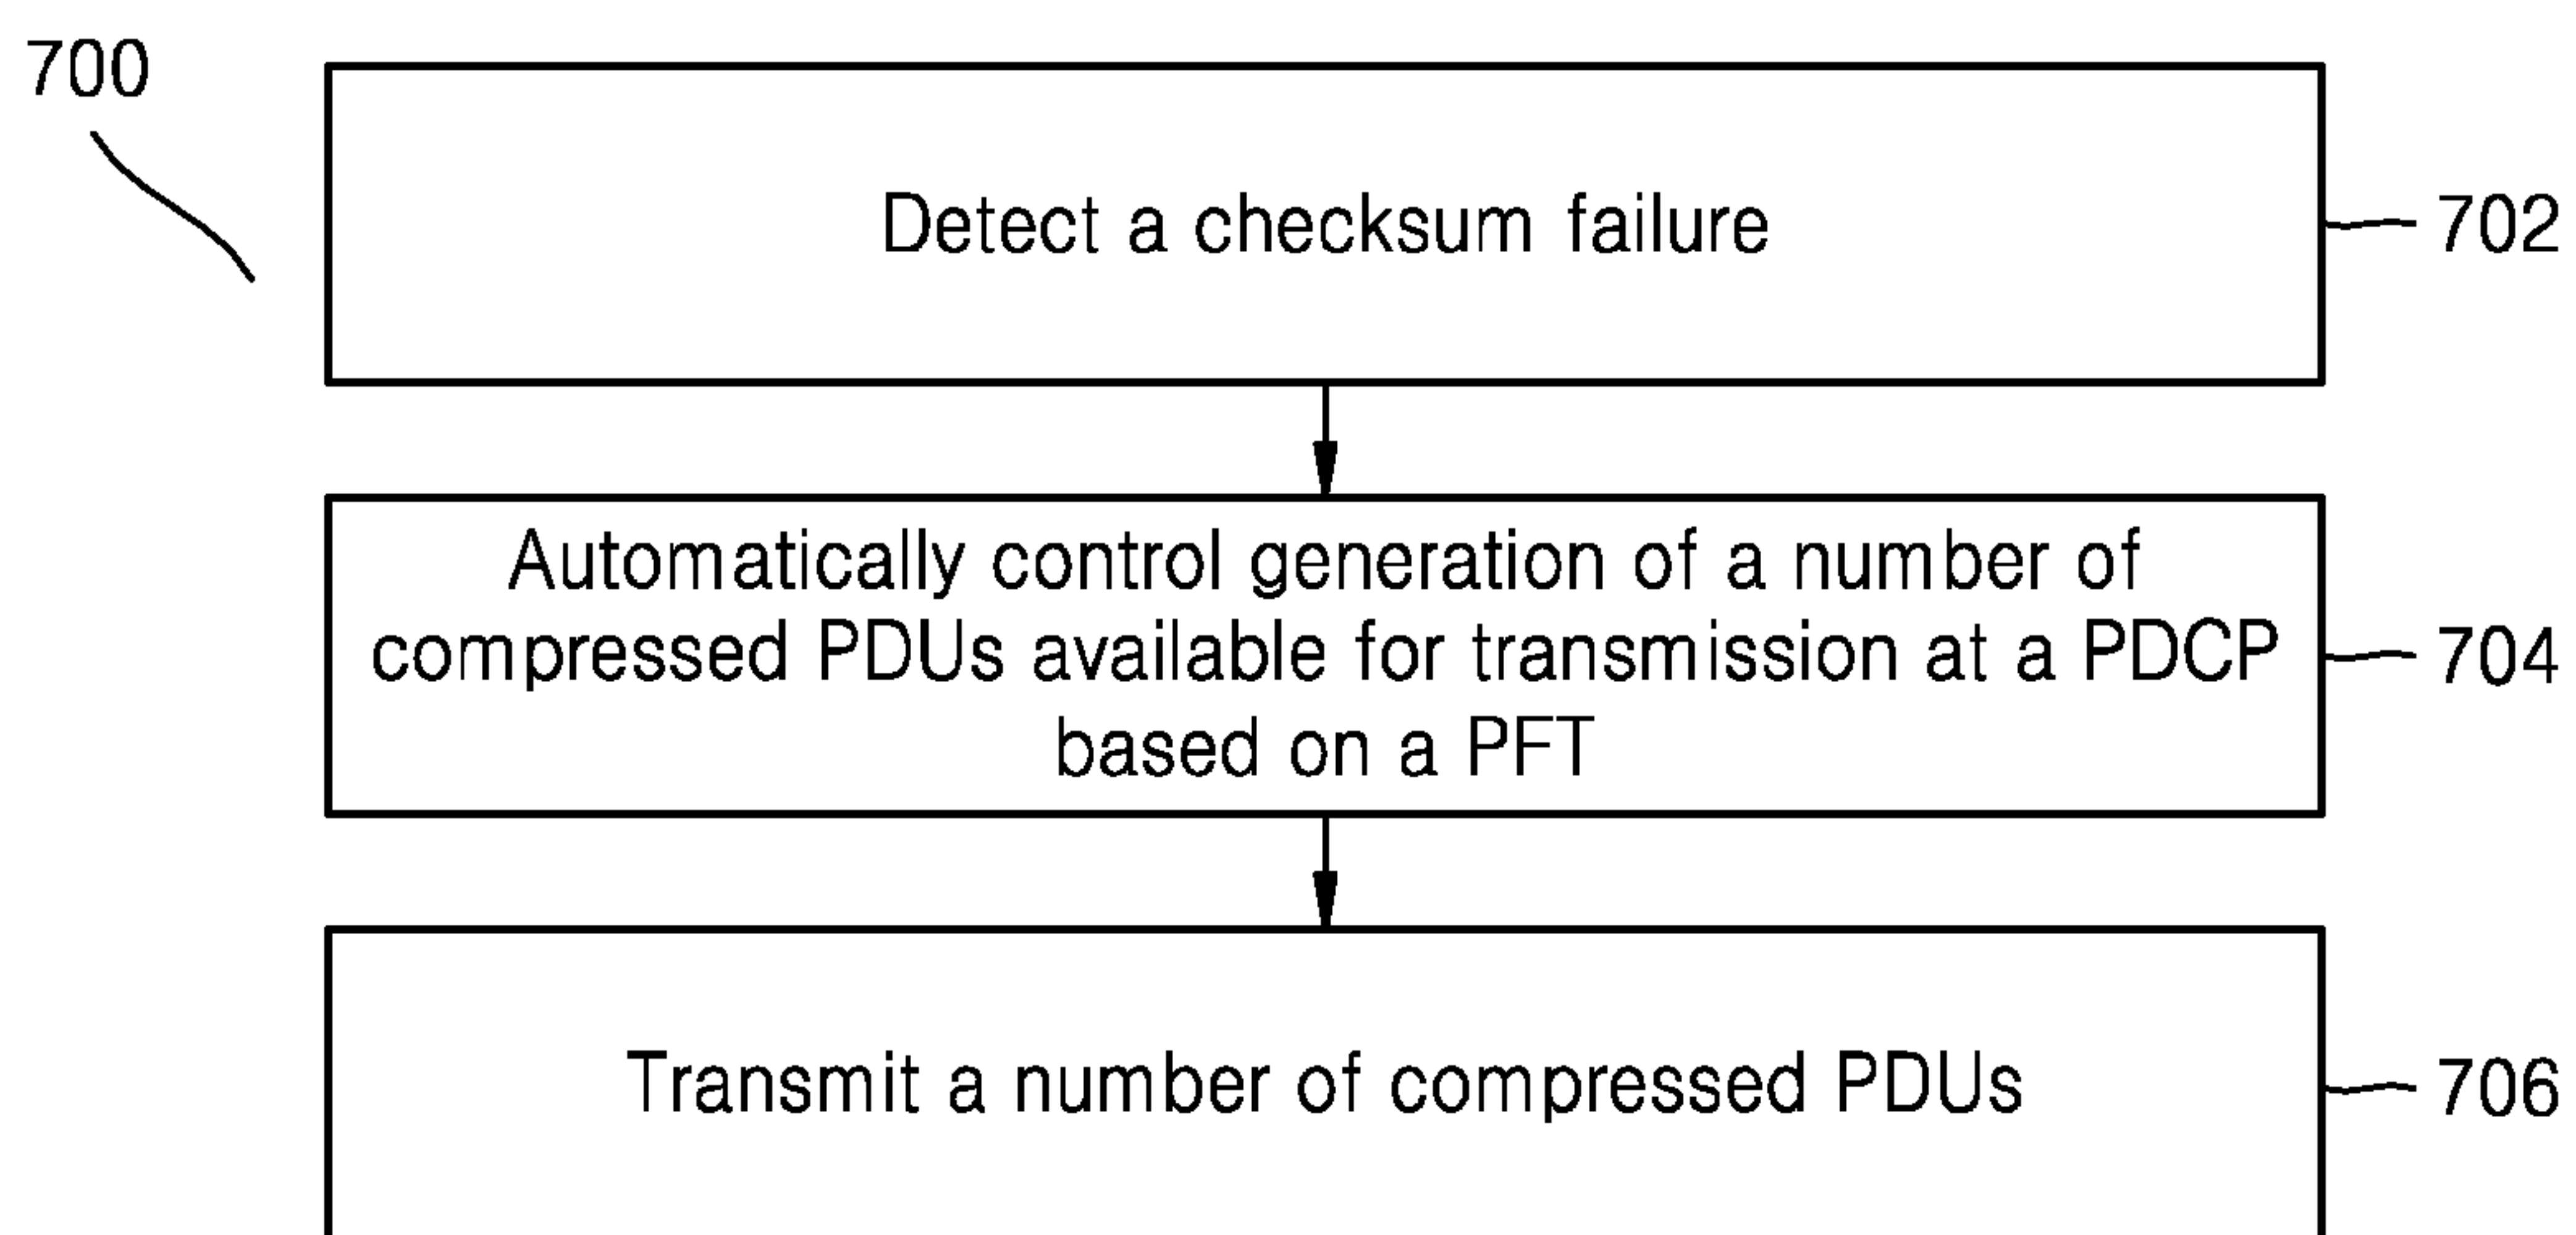 700
Detect a checksum failure
702
Automatically control generation of a number of
compressed PDUs available for transmission at a PDCP
based on a PFT
704
Transmit a number of compressed PDUs
706